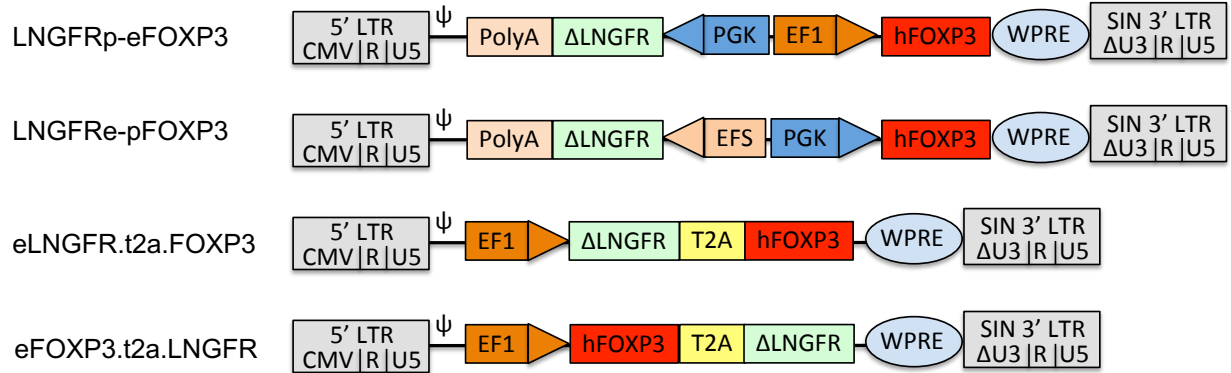 LNGFRp-eFOXP3 5’ LTR CMV|R|U5 ψ PolyA ΔLNGFR PGK EF1 hFOXP3 WPRE SIN 3’ LTR ΔU3|R|U5
LNGFRe-pFOXP3 5’ LTR CMV|R|U5 ψ PolyA ΔLNGFR EFS PGK hFOXP3 WPRE SIN 3’ LTR ΔU3|R|U5
eLNGFR.t2a.FOXP3 5’ LTR CMV|R|U5 ψ EF1 ΔLNGFR T2A hFOXP3 WPRE SIN 3’ LTR ΔU3|R|U5
eFOXP3.t2a.LNGFR 5’ LTR CMV|R|U5 ψ EF1 hFOXP3 T2A ΔLNGFR WPRE SIN 3’ LTR ΔU3|R|U5